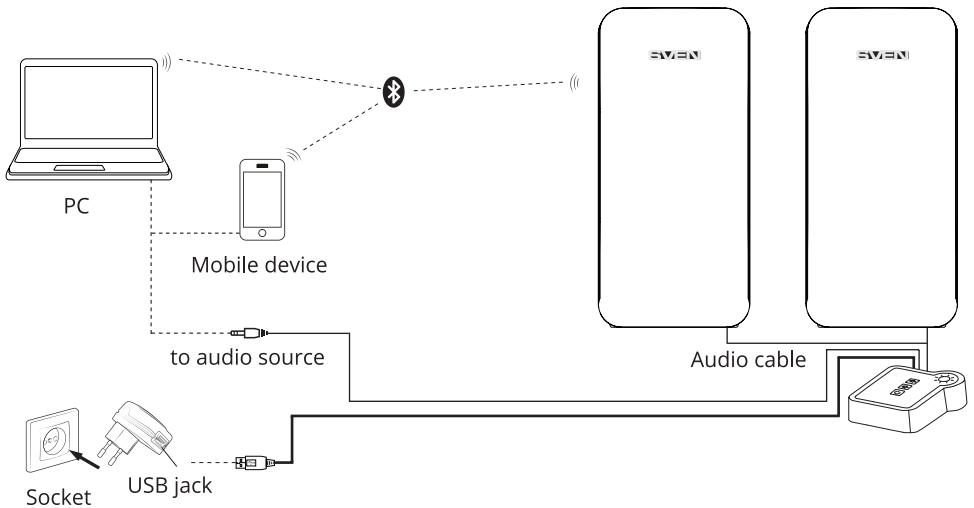 SVEN SVEN
PC
Mobile device
to audio source
Audio cable
USB jack
Socket